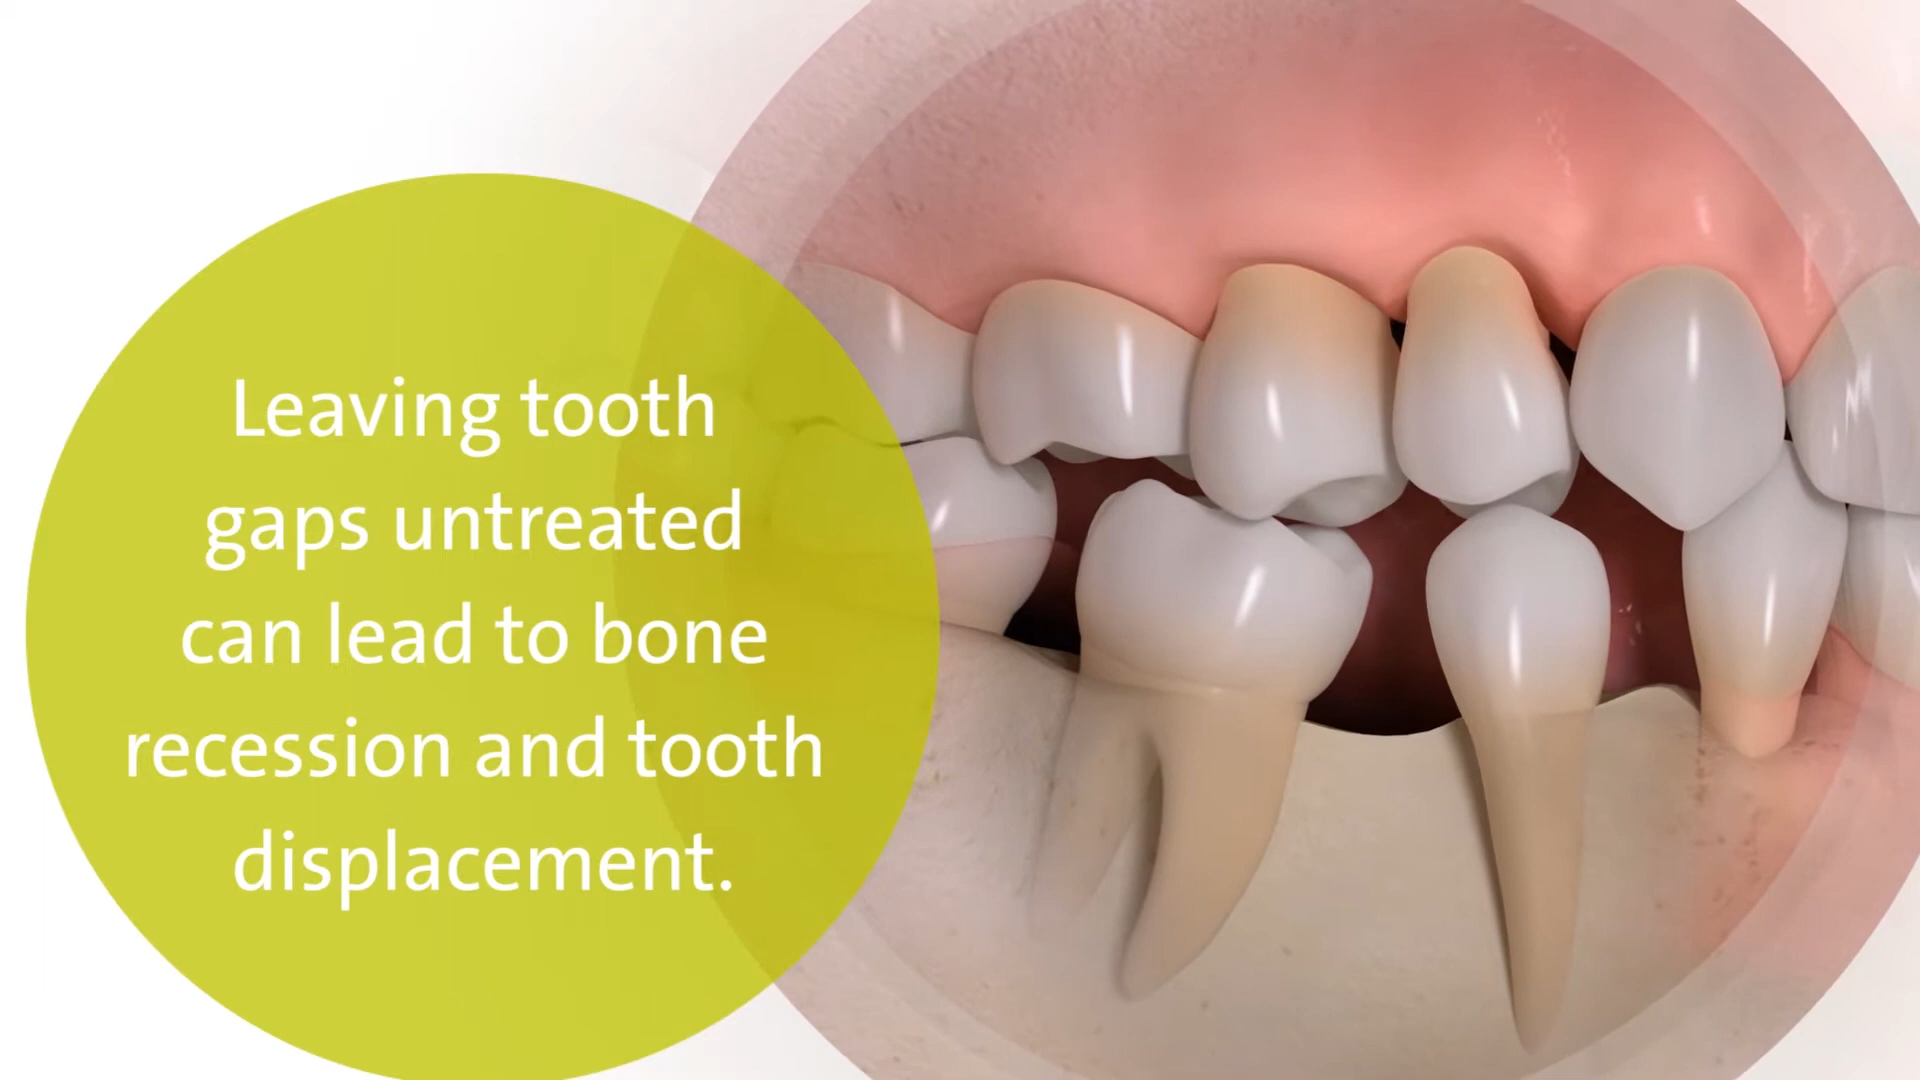 Leaving tooth
gaps untreated
can lead to bone
recession and tooth
displacement.